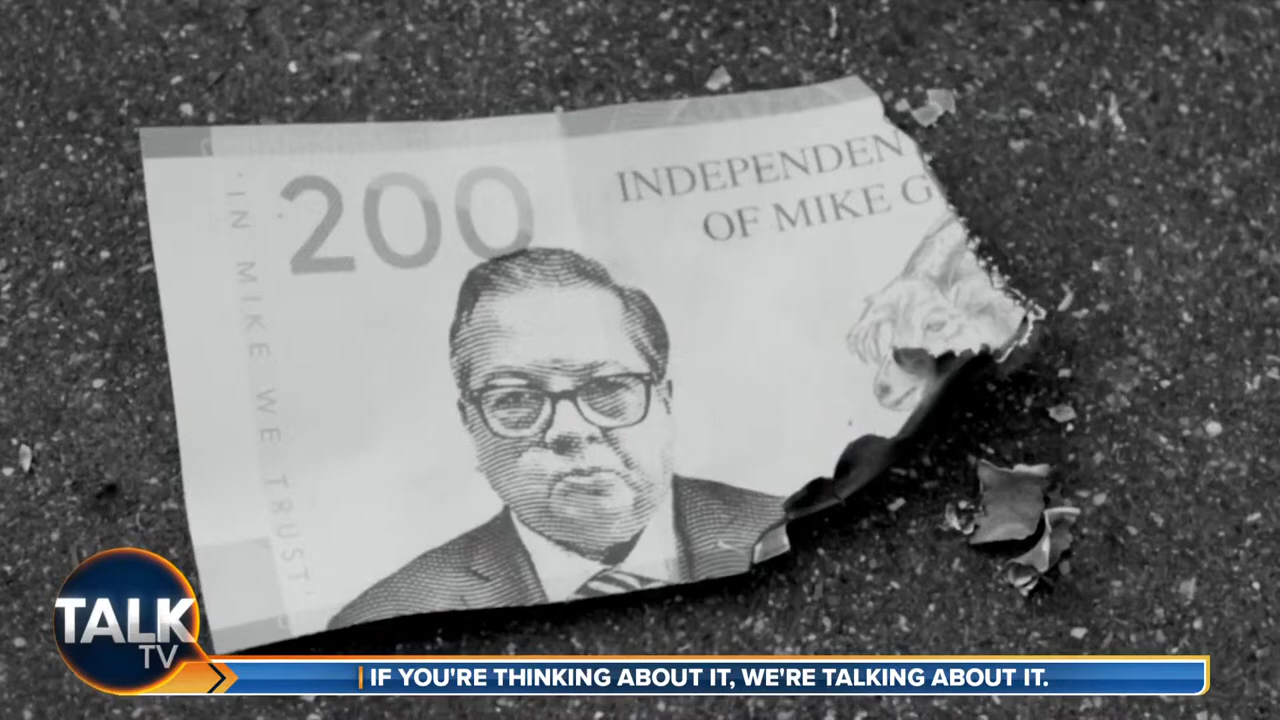 200
INDEPENDEN
OF MIKE G
IN MIKE WE TRUST
TALK
TV
IF YOU'RE THINKING ABOUT IT, WE'RE TALKING ABOUT IT.